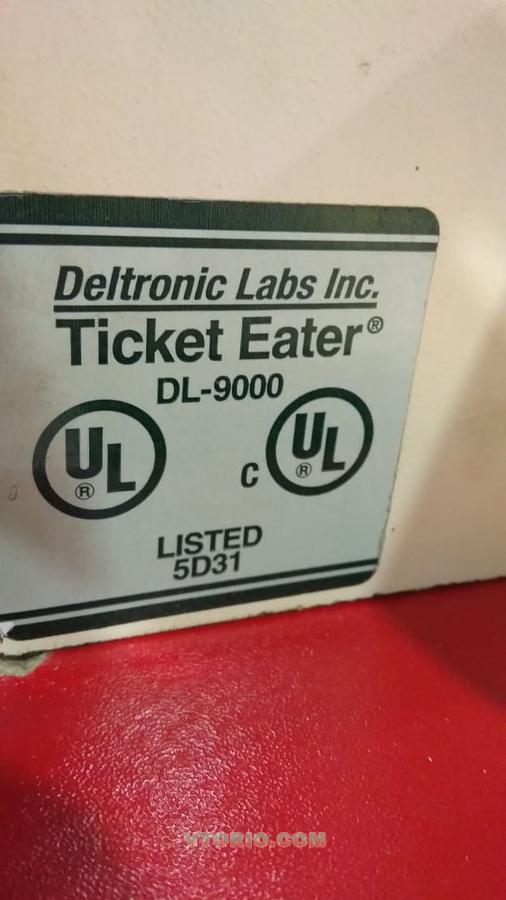 Deltronic Labs Inc.
Ticket Eater®
DL-9000
UL®
C UL®
LISTED
5D31
VTORIO.COM